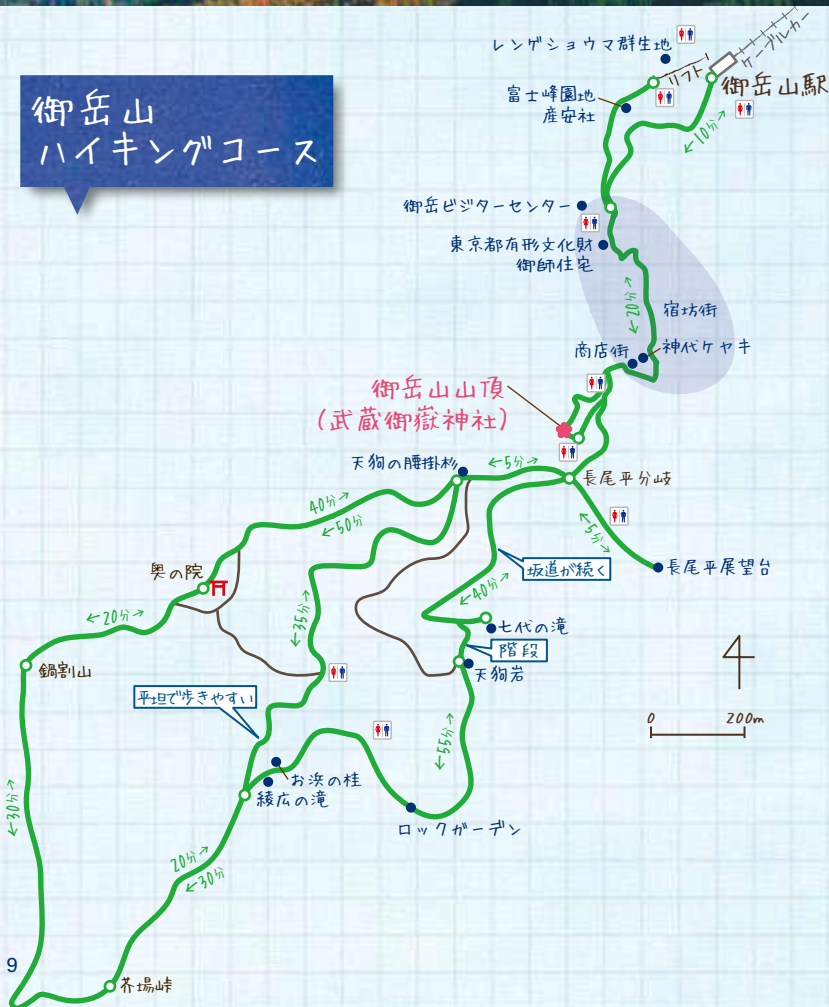 レンゲショウマ群生地
リフト
ケーブルカー
御岳山駅
御岳山
ハイキングコース
富士峰園地
産安社
←10分→
御岳ビジターセンター
東京都有形文化財
御師住宅
←20分→
宿坊街
商店街
神代ケヤキ
御岳山山頂
(武蔵御嶽神社)
天狗の腰掛杉
←5分→
長尾平分岐
40分→
←50分
←5分→
長尾平展望台
坂道が続く
奥の院
←40分→
←20分→
←35分→
七代の滝
階段
天狗岩
鍋割山
平坦で歩きやすい
0 200m
←55分→
お浜の桂
綾広の滝
←30分→
ロックガーデン
20分→
←30分
9
芥場峠